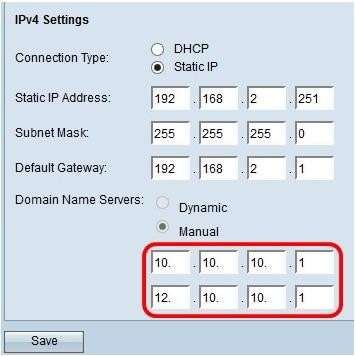 IPv4 Settings
Connection Type: DHCP
Static IP
Static IP Address: 192 . 168 . 2 . 251
Subnet Mask: 255 . 255 . 255 . 0
Default Gateway: 192 . 168 . 2 . 1
Domain Name Servers: Dynamic
Manual
10. . 10. . 10. . 1
12. . 10. . 10. . 1
Save